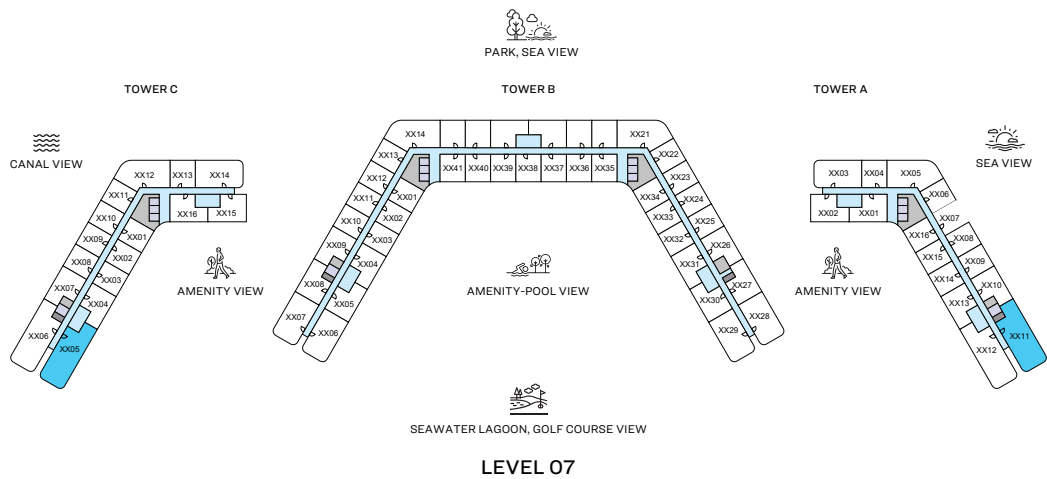 PARK, SEA VIEW
TOWER C
TOWER B
TOWER A
CANAL VIEW
SEA VIEW
XX12
XX13
XX14
XX11
XX10
XX09
XX08
XX07
XX06
XX05
XX04
XX03
XX02
XX01
XX16
XX15
AMENITY VIEW
XX14
XX13
XX12
XX11
XX10
XX09
XX08
XX07
XX06
XX05
XX04
XX03
XX02
XX01
XX41
XX40
XX39
XX38
XX37
XX36
XX35
XX21
XX22
XX23
XX24
XX25
XX26
XX27
XX28
XX29
XX30
XX31
XX32
XX33
XX34
AMENITY-POOL VIEW
XX03
XX04
XX05
XX06
XX02
XX01
XX07
XX08
XX09
XX10
XX11
XX12
XX13
XX14
XX15
XX16
AMENITY VIEW
SEAWATER LAGOON, GOLF COURSE VIEW
LEVEL 07